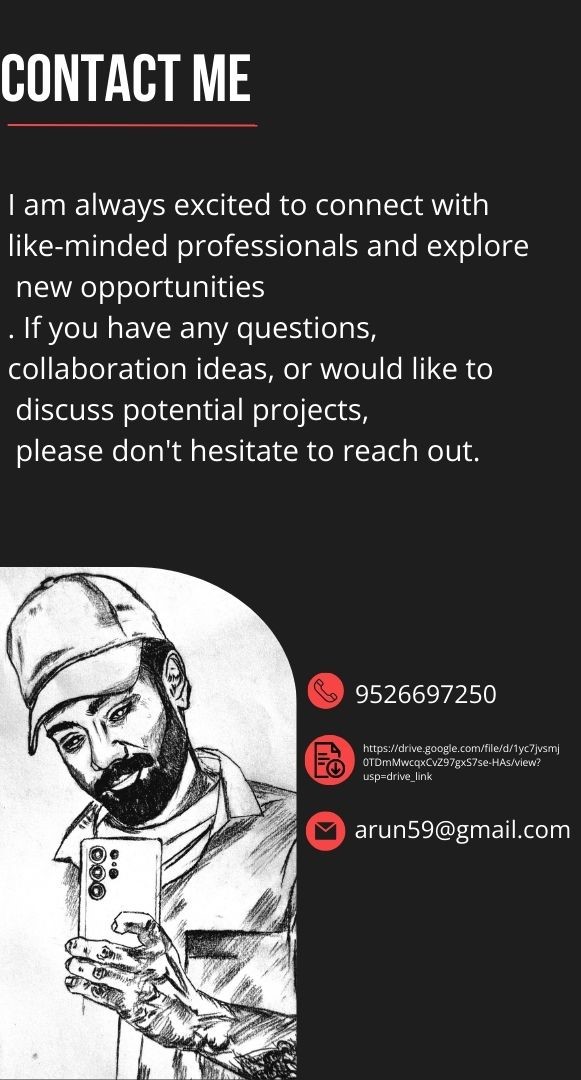 CONTACT ME
I am always excited to connect with
like-minded professionals and explore
new opportunities
. If you have any questions,
collaboration ideas, or would like to
discuss potential projects,
please don't hesitate to reach out.
9526697250
https://drive.google.com/file/d/1yc7jvsmj
0TDmMwcqxCvZ97gxS7se-HAs/view?
usp=drive_link
arun59@gmail.com